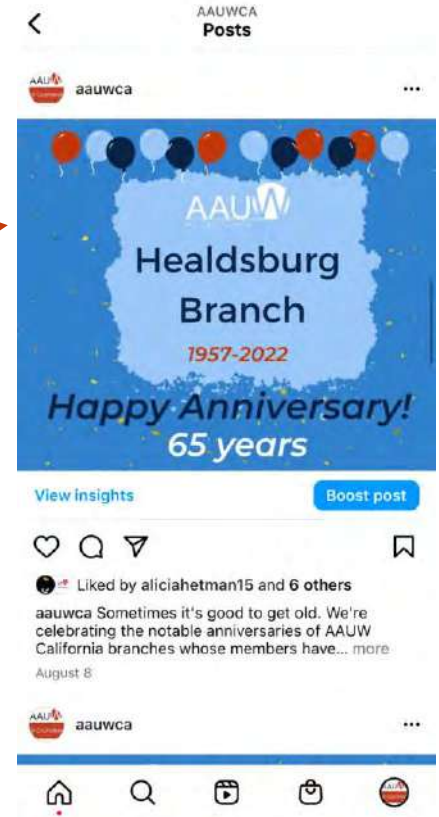 AAUWCA
Posts
AAUW
aauwca
AAUW
Healdsburg
Branch
1957-2022
Happy Anniversary!
65 years
View insights
Boost post
Liked by aliciahetman15 and 6 others
aauwca Sometimes it's good to get old. We're
celebrating the notable anniversaries of AAUW
California branches whose members have... more
August 8
AAUW
aauwca